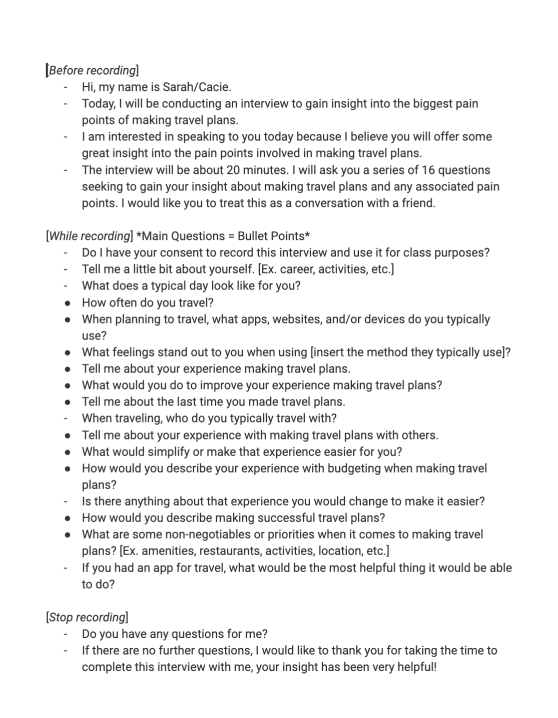 [Before recording]
- Hi, my name is Sarah/Cacie.
- Today, I will be conducting an interview to gain insight into the biggest pain
points of making travel plans.
- I am interested in speaking to you today because I believe you will offer some
great insight into the pain points involved in making travel plans.
- The interview will be about 20 minutes. I will ask you a series of 16 questions
seeking to gain your insight about making travel plans and any associated pain
points. I would like you to treat this as a conversation with a friend.
[While recording] *Main Questions = Bullet Points*
- Do I have your consent to record this interview and use it for class purposes?
- Tell me a little bit about yourself. [Ex. career, activities, etc.]
- What does a typical day look like for you?
● How often do you travel?
● When planning to travel, what apps, websites, and/or devices do you typically
use?
● What feelings stand out to you when using [insert the method they typically use]?
● Tell me about your experience making travel plans.
● What would you do to improve your experience making travel plans?
● Tell me about the last time you made travel plans.
- When traveling, who do you typically travel with?
● Tell me about your experience with making travel plans with others.
● What would simplify or make that experience easier for you?
● How would you describe your experience with budgeting when making travel
plans?
- Is there anything about that experience you would change to make it easier?
● How would you describe making successful travel plans?
● What are some non-negotiables or priorities when it comes to making travel
plans? [Ex. amenities, restaurants, activities, location, etc.]
- If you had an app for travel, what would be the most helpful thing it would be able
to do?
[Stop recording]
- Do you have any questions for me?
- If there are no further questions, I would like to thank you for taking the time to
complete this interview with me, your insight has been very helpful!